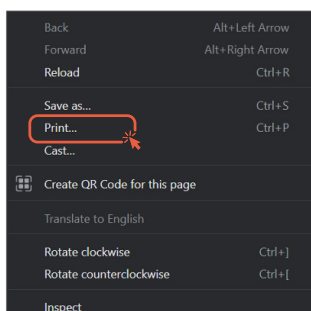 Back Alt+Left Arrow
Forward Alt+Right Arrow
Reload Ctrl+R
Save as... Ctrl+S
Print... Ctrl+P
Cast...
Create QR Code for this page
Translate to English
Rotate clockwise Ctrl+]
Rotate counterclockwise Ctrl+[
Inspect